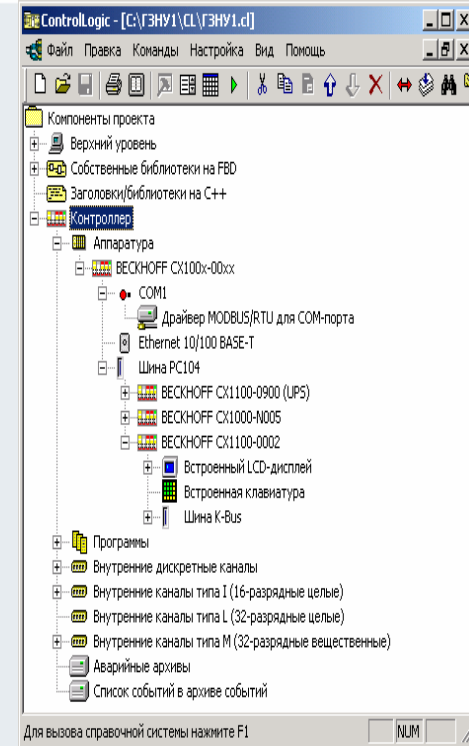 ControlLogic - [C:\ГЗНУ1\CL\ГЗНУ1.cl]
Файл Правка Команды Настройка Вид Помощь
Компоненты проекта
Верхний уровень
Собственные библиотеки на FBD
Заголовки/библиотеки на C++
Контроллер
Аппаратура
BECKHOFF CX100x-00xx
COM1
Драйвер MODBUS/RTU для COM-порта
Ethernet 10/100 BASE-T
Шина PC104
BECKHOFF CX1100-0900 (UPS)
BECKHOFF CX1000-N005
BECKHOFF CX1100-0002
Встроенный LCD-дисплей
Встроенная клавиатура
Шина K-Bus
Программы
Внутренние дискретные каналы
Внутренние каналы типа I (16-разрядные целые)
Внутренние каналы типа L (32-разрядные целые)
Внутренние каналы типа M (32-разрядные вещественные)
Аварийные архивы
Список событий в архиве событий
Для вызова справочной системы нажмите F1 NUM